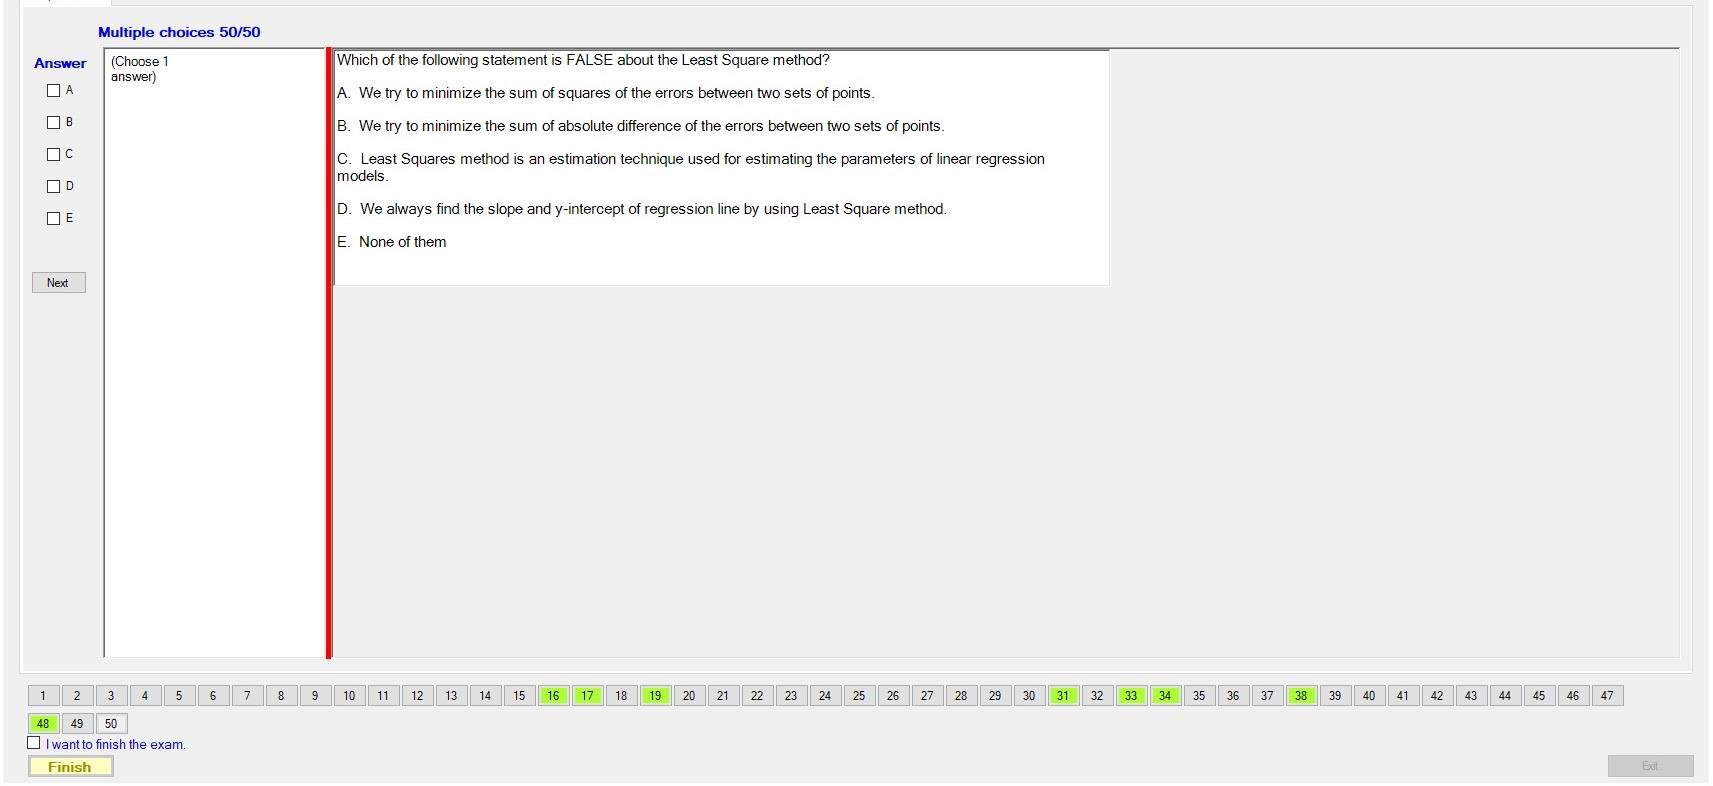 Multiple choices 50/50
Answer
(Choose 1
answer)
A
B
C
D
E
Next
Which of the following statement is FALSE about the Least Square method?
A. We try to minimize the sum of squares of the errors between two sets of points.
B. We try to minimize the sum of absolute difference of the errors between two sets of points.
C. Least Squares method is an estimation technique used for estimating the parameters of linear regression
models.
D. We always find the slope and y-intercept of regression line by using Least Square method.
E. None of them
1 2 3 4 5 6 7 8 9 10 11 12 13 14 15 16 17 18 19 20 21 22 23 24 25 26 27 28 29 30 31 32 33 34 35 36 37 38 39 40 41 42 43 44 45 46 47
48 49 50
I want to finish the exam.
Finish
Exit